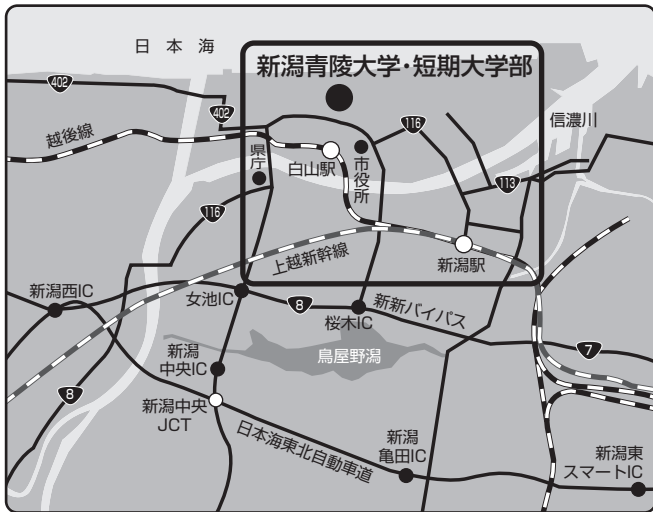 日本海
新潟青陵大学・短期大学部
402
402
越後線
116
信濃川
県庁
白山駅
市役所
113
116
上越新幹線
新潟駅
新潟西IC
女池IC
8
桜木IC
新新バイパス
7
鳥屋野潟
新潟
中央IC
8
新潟中央
JCT
日本海東北自動車道
新潟
亀田IC
新潟東
スマートIC